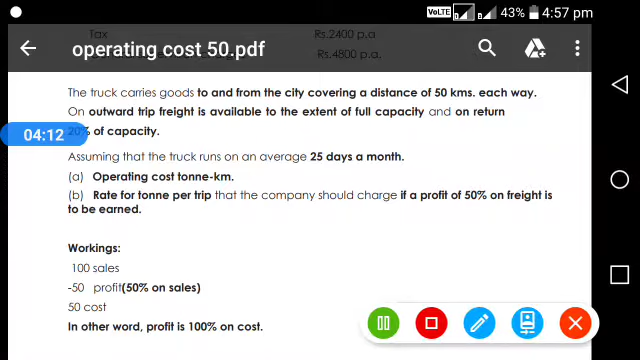 VoLTE 43% 4:57 pm
Tax Rs.2400 p.a
operating cost 50.pdf
Rs.4800 p.a.
The truck carries goods to and from the city covering a distance of 50 kms. each way.
On outward trip freight is available to the extent of full capacity and on return
20% of capacity.
04:12
Assuming that the truck runs on an average 25 days a month.
(a) Operating cost tonne-km.
(b) Rate for tonne per trip that the company should charge if a profit of 50% on freight is
to be earned.
Workings:
100 sales
-50 profit(50% on sales)
50 cost
In other word, profit is 100% on cost.